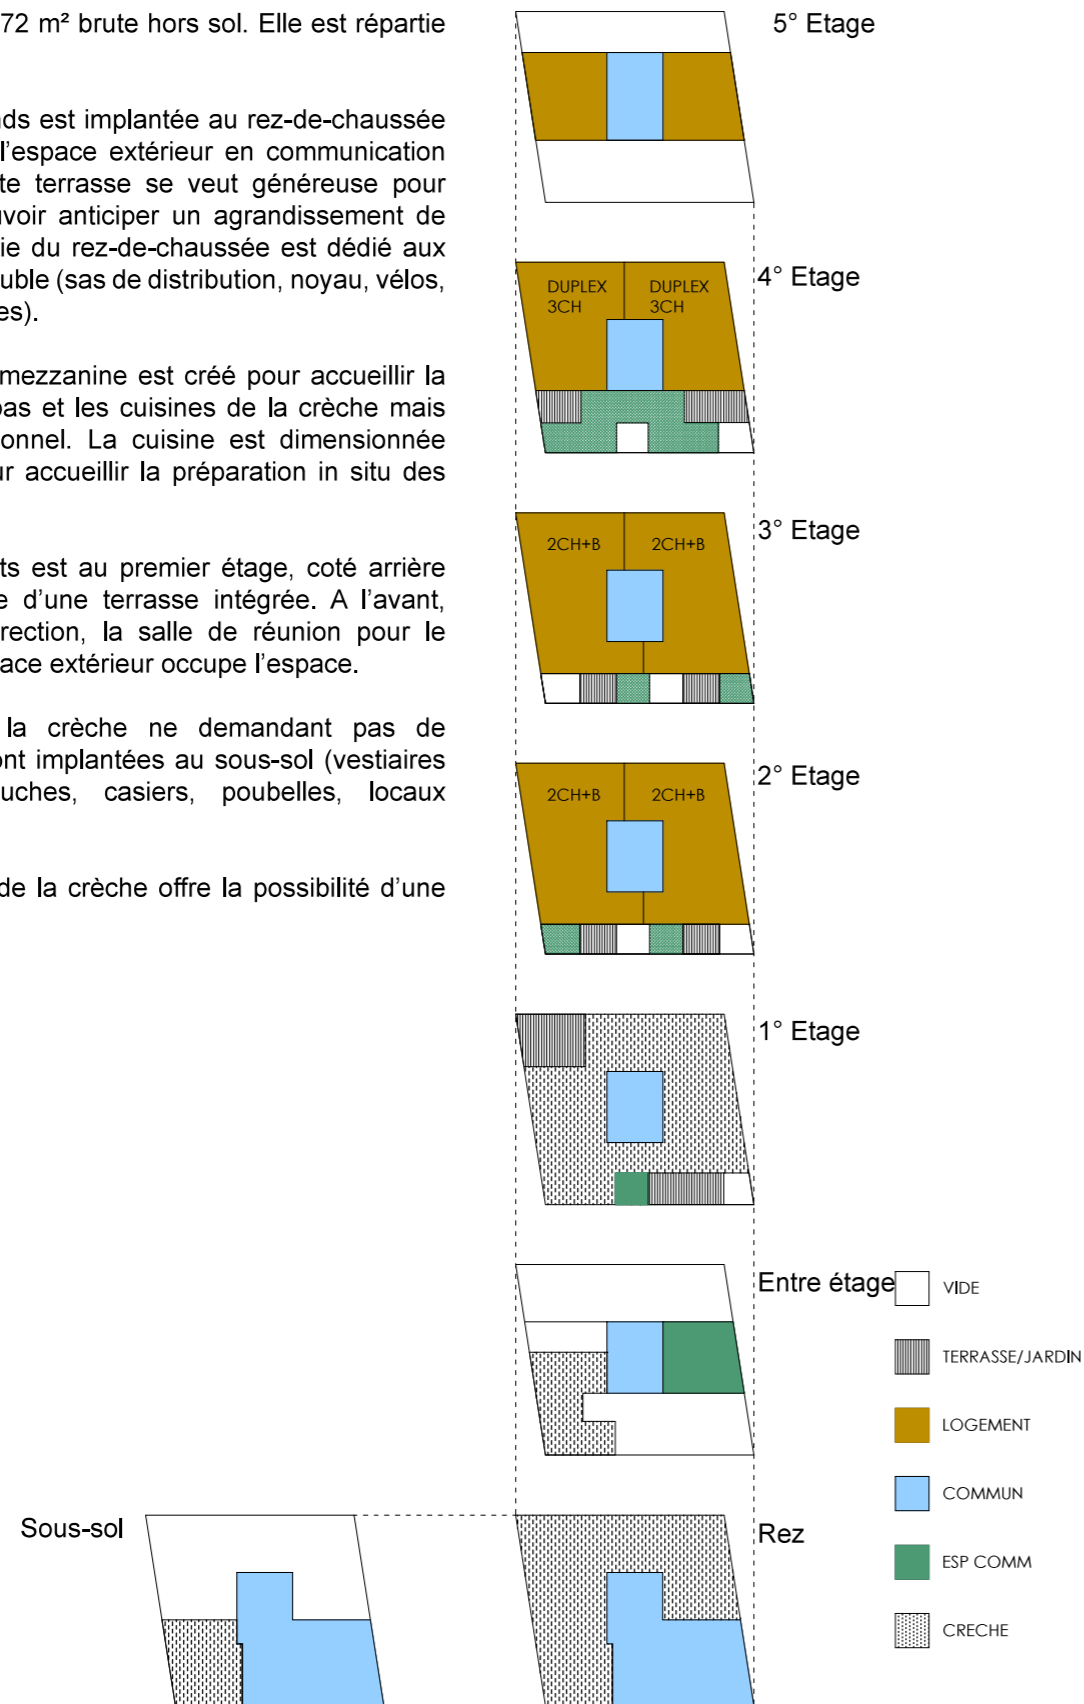 72 m² brute hors sol. Elle est répartie
nds est implantée au rez-de-chaussée
l'espace extérieur en communication
te terrasse se veut généreuse pour
uvoir anticiper un agrandissement de
ie du rez-de-chaussée est dédié aux
uble (sas de distribution, noyau, vélos,
es).
mezzanine est créé pour accueillir la
pas et les cuisines de la crèche mais
onnel. La cuisine est dimensionnée
ur accueillir la préparation in situ des
ts est au premier étage, coté arrière
e d'une terrasse intégrée. A l'avant,
rection, la salle de réunion pour le
pace extérieur occupe l'espace.
la crèche ne demandant pas de
ont implantées au sous-sol (vestiaires
uches, casiers, poubelles, locaux
de la crèche offre la possibilité d'une
5° Etage
4° Etage
DUPLEX
3CH
DUPLEX
3CH
3° Etage
2CH+B
2CH+B
2° Etage
2CH+B
2CH+B
1° Etage
Entre étage
Sous-sol
Rez
VIDE
TERRASSE/JARDIN
LOGEMENT
COMMUN
ESP COMM
CRECHE